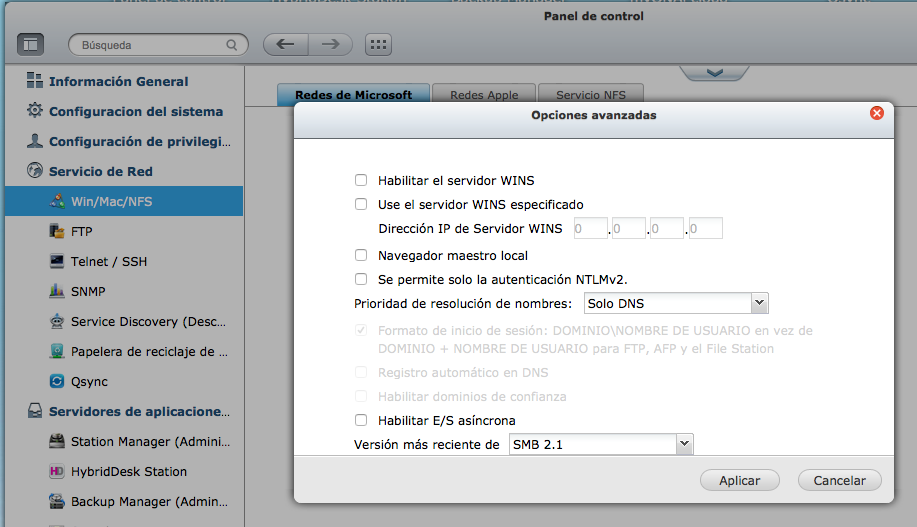 Panel de control
Búsqueda
Información General
Configuracion del sistema
Configuración de privilegi...
Servicio de Red
Win/Mac/NFS
FTP
Telnet / SSH
SNMP
Service Discovery (Desc...
Papelera de reciclaje de ...
Qsync
Servidores de aplicacione...
Station Manager (Admini...
HybridDesk Station
HD
Backup Manager (Admin...
Redes de Microsoft
Redes Apple
Servicio NFS
Opciones avanzadas
Habilitar el servidor WINS
Use el servidor WINS especificado
Dirección IP de Servidor WINS 0 . 0 . 0 . 0
Navegador maestro local
Se permite solo la autenticación NTLMv2.
Prioridad de resolución de nombres: Solo DNS
Formato de inicio de sesión: DOMINIO\NOMBRE DE USUARIO en vez de
DOMINIO + NOMBRE DE USUARIO para FTP, AFP y el File Station
Registro automático en DNS
Habilitar dominios de confianza
Habilitar E/S asíncrona
Versión más reciente de SMB 2.1
Aplicar
Cancelar